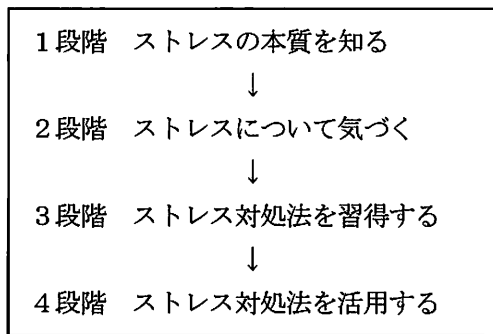 1段階 ストレスの本質を知る
↓
2段階 ストレスについて気づく
↓
3段階 ストレス対処法を習得する
↓
4段階 ストレス対処法を活用する